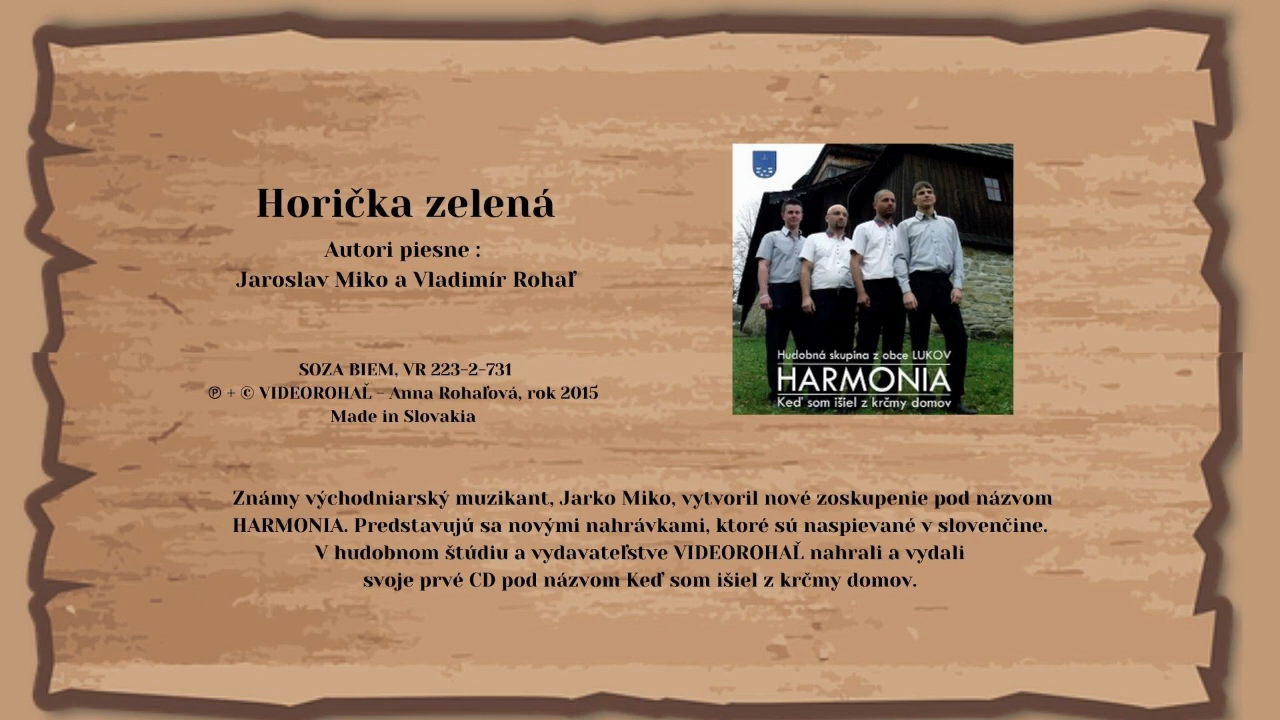 Horička zelená
Autori piesne :
Jaroslav Miko a Vladimír Rohaľ
SOZA BIEM, VR 223-2-731
℗ + © VIDEOROHAĽ - Anna Rohaľová, rok 2015
Made in Slovakia
Hudobná skupina z obce LUKOV
HARMONIA
Keď som išiel z krčmy domov
Známy východniarský muzikant, Jarko Miko, vytvoril nové zoskupenie pod názvom
HARMONIA. Predstavujú sa novými nahrávkami, ktoré sú naspievané v slovenčine.
V hudobnom štúdiu a vydavateľstve VIDEOROHAĽ nahrali a vydali
svoje prvé CD pod názvom Keď som išiel z krčmy domov.